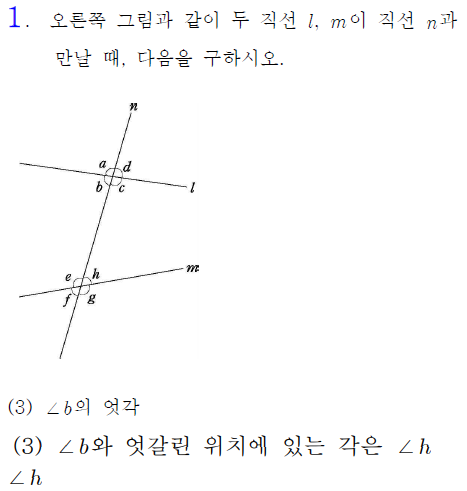 1. 오른쪽 그림과 같이 두 직선 l, m이 직선 n과
만날 때, 다음을 구하시오.
n
a d
b c
l
e h
m
f g
(3) ∠b의 엇각
(3) ∠b와 엇갈린 위치에 있는 각은 ∠h
∠h